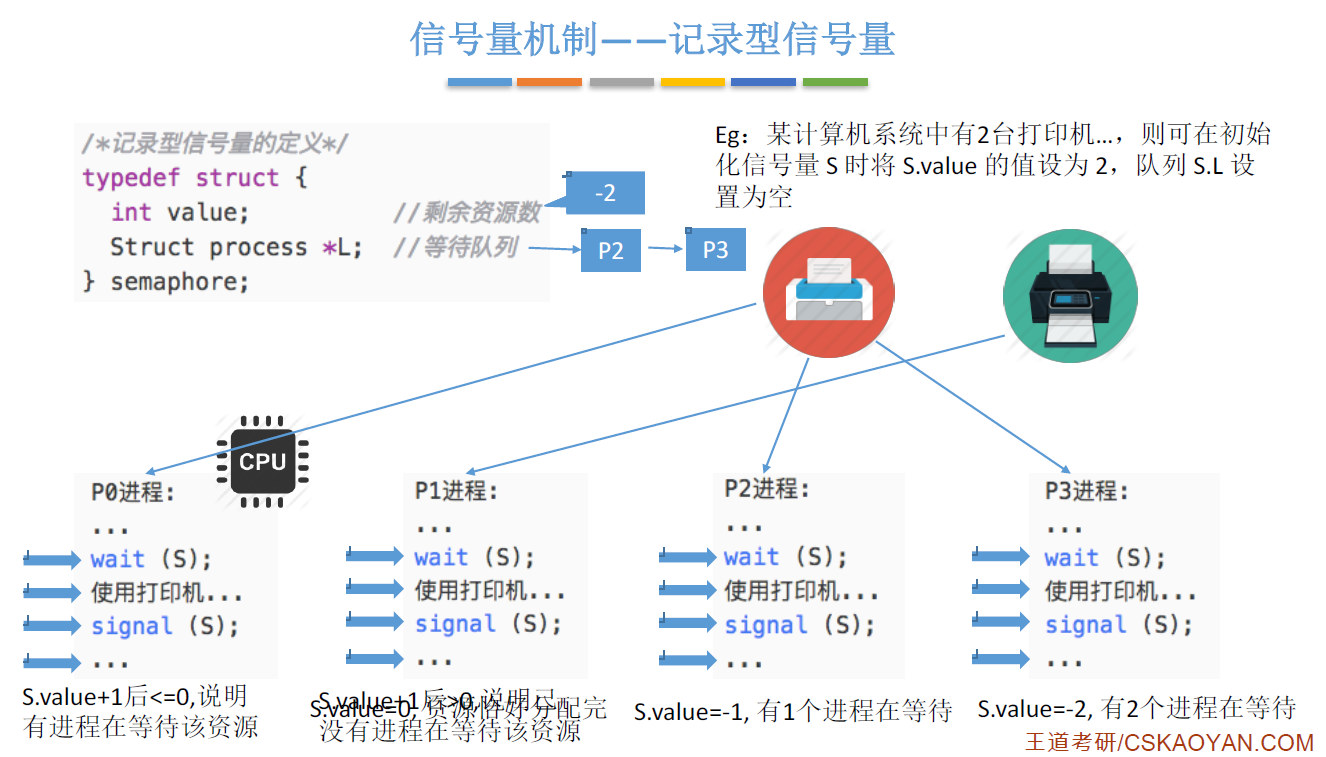 信号量机制——记录型信号量
/*记录型信号量的定义*/
typedef struct {
int value; //剩余资源数
Struct process *L; //等待队列
} semaphore;
-2
P2
P3
Eg：某计算机系统中有2台打印机…，则可在初始
化信号量 S 时将 S.value 的值设为 2，队列 S.L 设
置为空
CPU
P0进程:
...
wait (S);
使用打印机...
signal (S);
...
S.value+1后<=0,说明
有进程在等待该资源
P1进程:
...
wait (S);
使用打印机...
signal (S);
...
S.value+1后>0,说明已
没有进程在等待该资源
S.value=0, 资源恰好分配完
P2进程:
...
wait (S);
使用打印机...
signal (S);
...
S.value=-1, 有1个进程在等待
P3进程:
...
wait (S);
使用打印机...
signal (S);
...
S.value=-2, 有2个进程在等待
王道考研/CSKAOYAN.COM